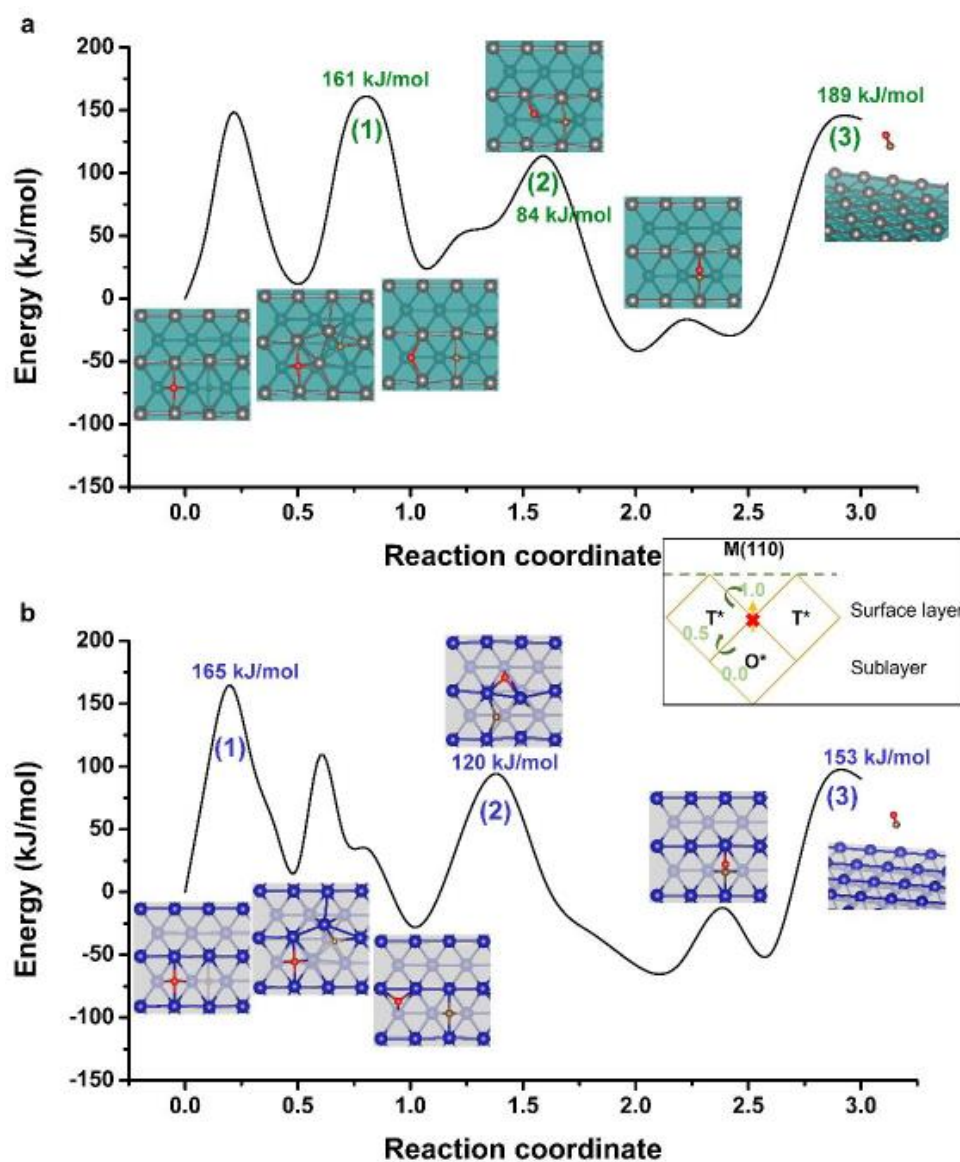 a
200
150
100
50
0
-50
-100
-150
Energy (kJ/mol)
161 kJ/mol
(1)
(2)
84 kJ/mol
189 kJ/mol
(3)
0.0 0.5 1.0 1.5 2.0 2.5 3.0
Reaction coordinate
M(110)
1.0
T* T*
Surface layer
0.5
O*
Sublayer
0.0
b
200
150
100
50
0
-50
-100
-150
Energy (kJ/mol)
165 kJ/mol
(1)
120 kJ/mol
(2)
153 kJ/mol
(3)
0.0 0.5 1.0 1.5 2.0 2.5 3.0
Reaction coordinate